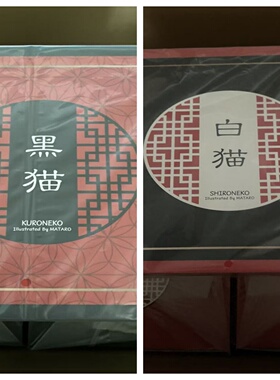 黒猫
KURONEKO
Illustrated By MATARO
白猫
SHIRONEKO
Illustrated By MATARO